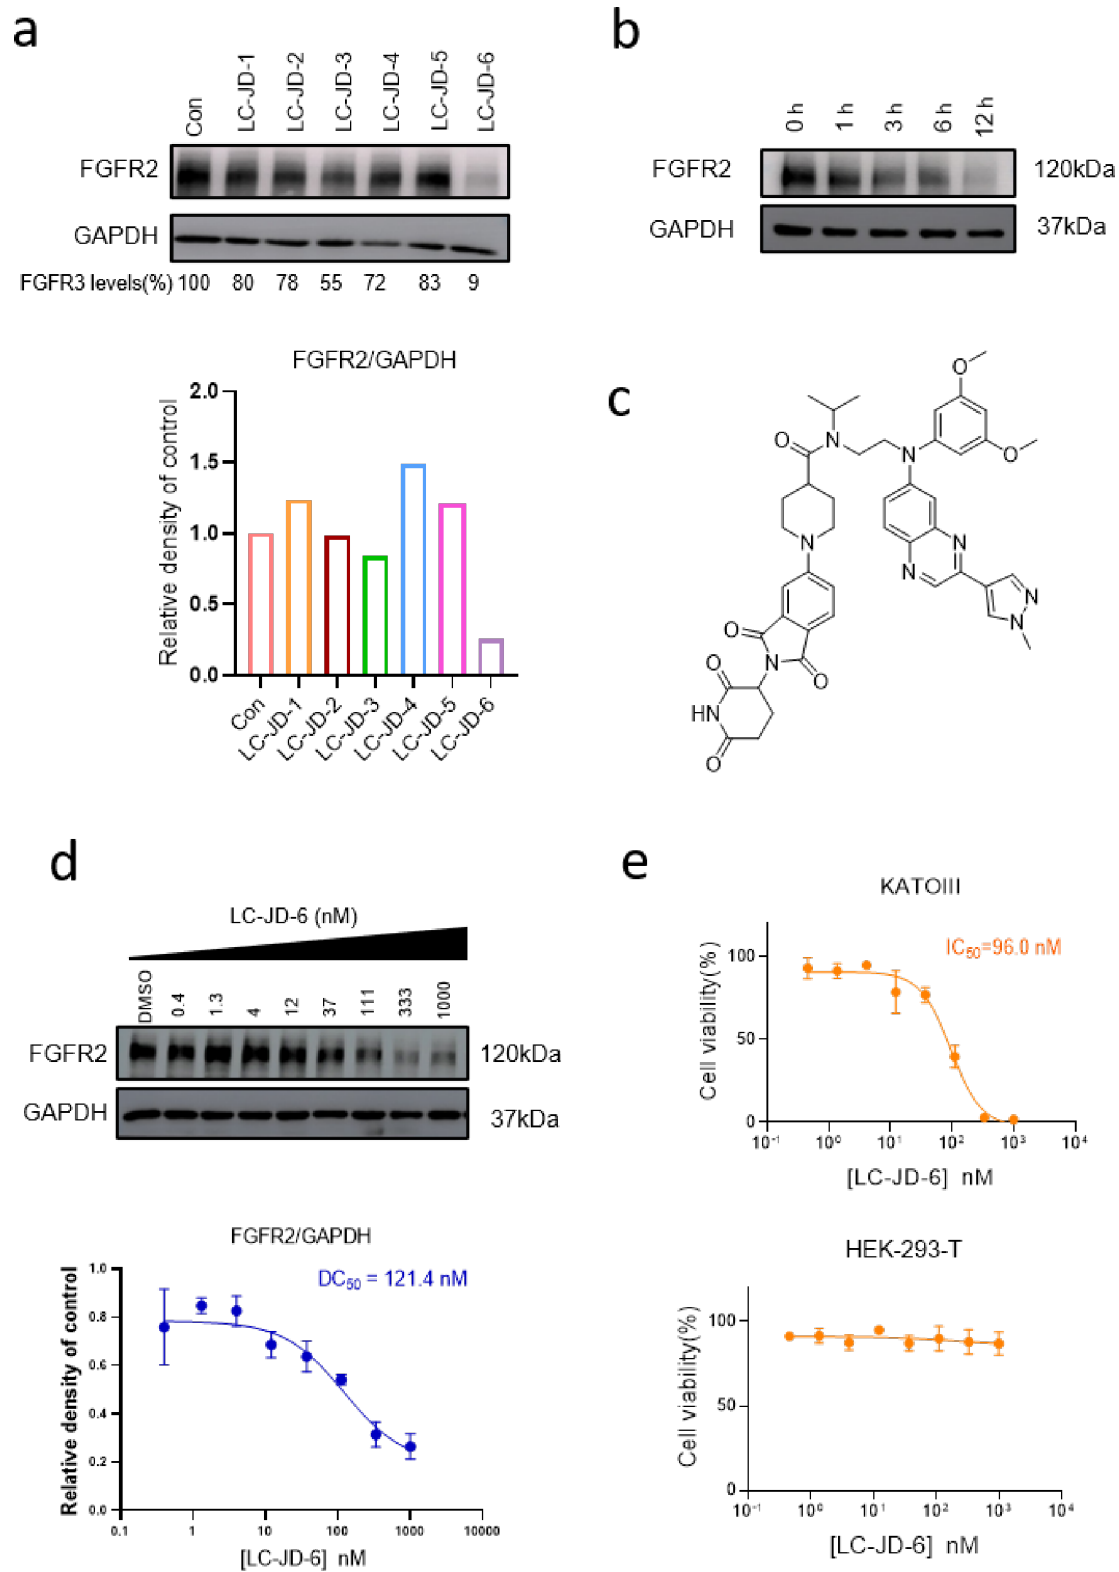 a
Con
LC-JD-1
LC-JD-2
LC-JD-3
LC-JD-4
LC-JD-5
LC-JD-6
FGFR2
GAPDH
FGFR3 levels(%) 100 80 78 55 72 83 9
FGFR2/GAPDH
Relative density of control
2.0
1.5
1.0
0.5
0.0
Con
LC-JD-1
LC-JD-2
LC-JD-3
LC-JD-4
LC-JD-5
LC-JD-6
b
0 h
1 h
3 h
6 h
12 h
FGFR2 120kDa
GAPDH 37kDa
c
O
O
O
N
N
N
N
N
N
N
N
O
O
N
O
HN
O
d
LC-JD-6 (nM)
DMSO
0.4
1.3
4
12
37
111
333
1000
FGFR2 120kDa
GAPDH 37kDa
FGFR2/GAPDH
DC50 = 121.4 nM
Relative density of control
1.0
0.8
0.6
0.4
0.2
0.0
0.1 1 10 100 1000 10000
[LC-JD-6] nM
e
KATOIII
IC50=96.0 nM
Cell viability(%)
100
50
0
10-1 100 101 102 103 104
[LC-JD-6] nM
HEK-293-T
Cell viability(%)
100
50
0
10-1 100 101 102 103 104
[LC-JD-6] nM